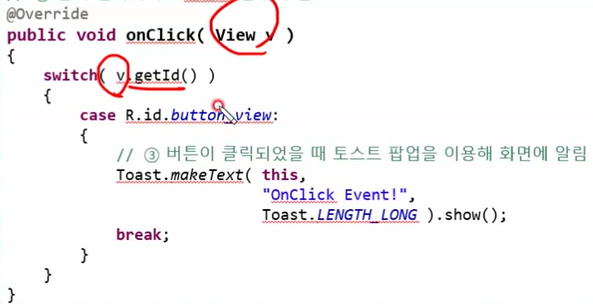 @Override
public void onClick( View v )
{
switch( v.getId() )
{
case R.id.button_view:
{
// ③ 버튼이 클릭되었을 때 토스트 팝업을 이용해 화면에 알림
Toast.makeText( this,
"OnClick Event!",
Toast.LENGTH_LONG ).show();
break;
}
}
}